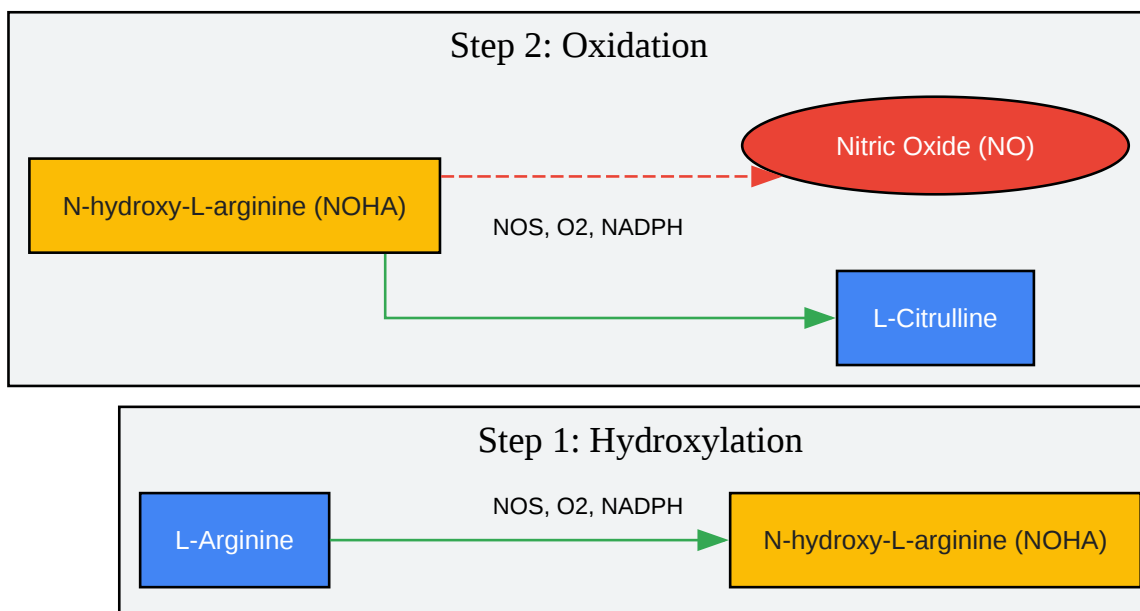 Step 2: Oxidation
Nitric Oxide (NO)
N-hydroxy-L-arginine (NOHA)
NOS, O2, NADPH
L-Citrulline
Step 1: Hydroxylation
NOS, O2, NADPH
L-Arginine
N-hydroxy-L-arginine (NOHA)